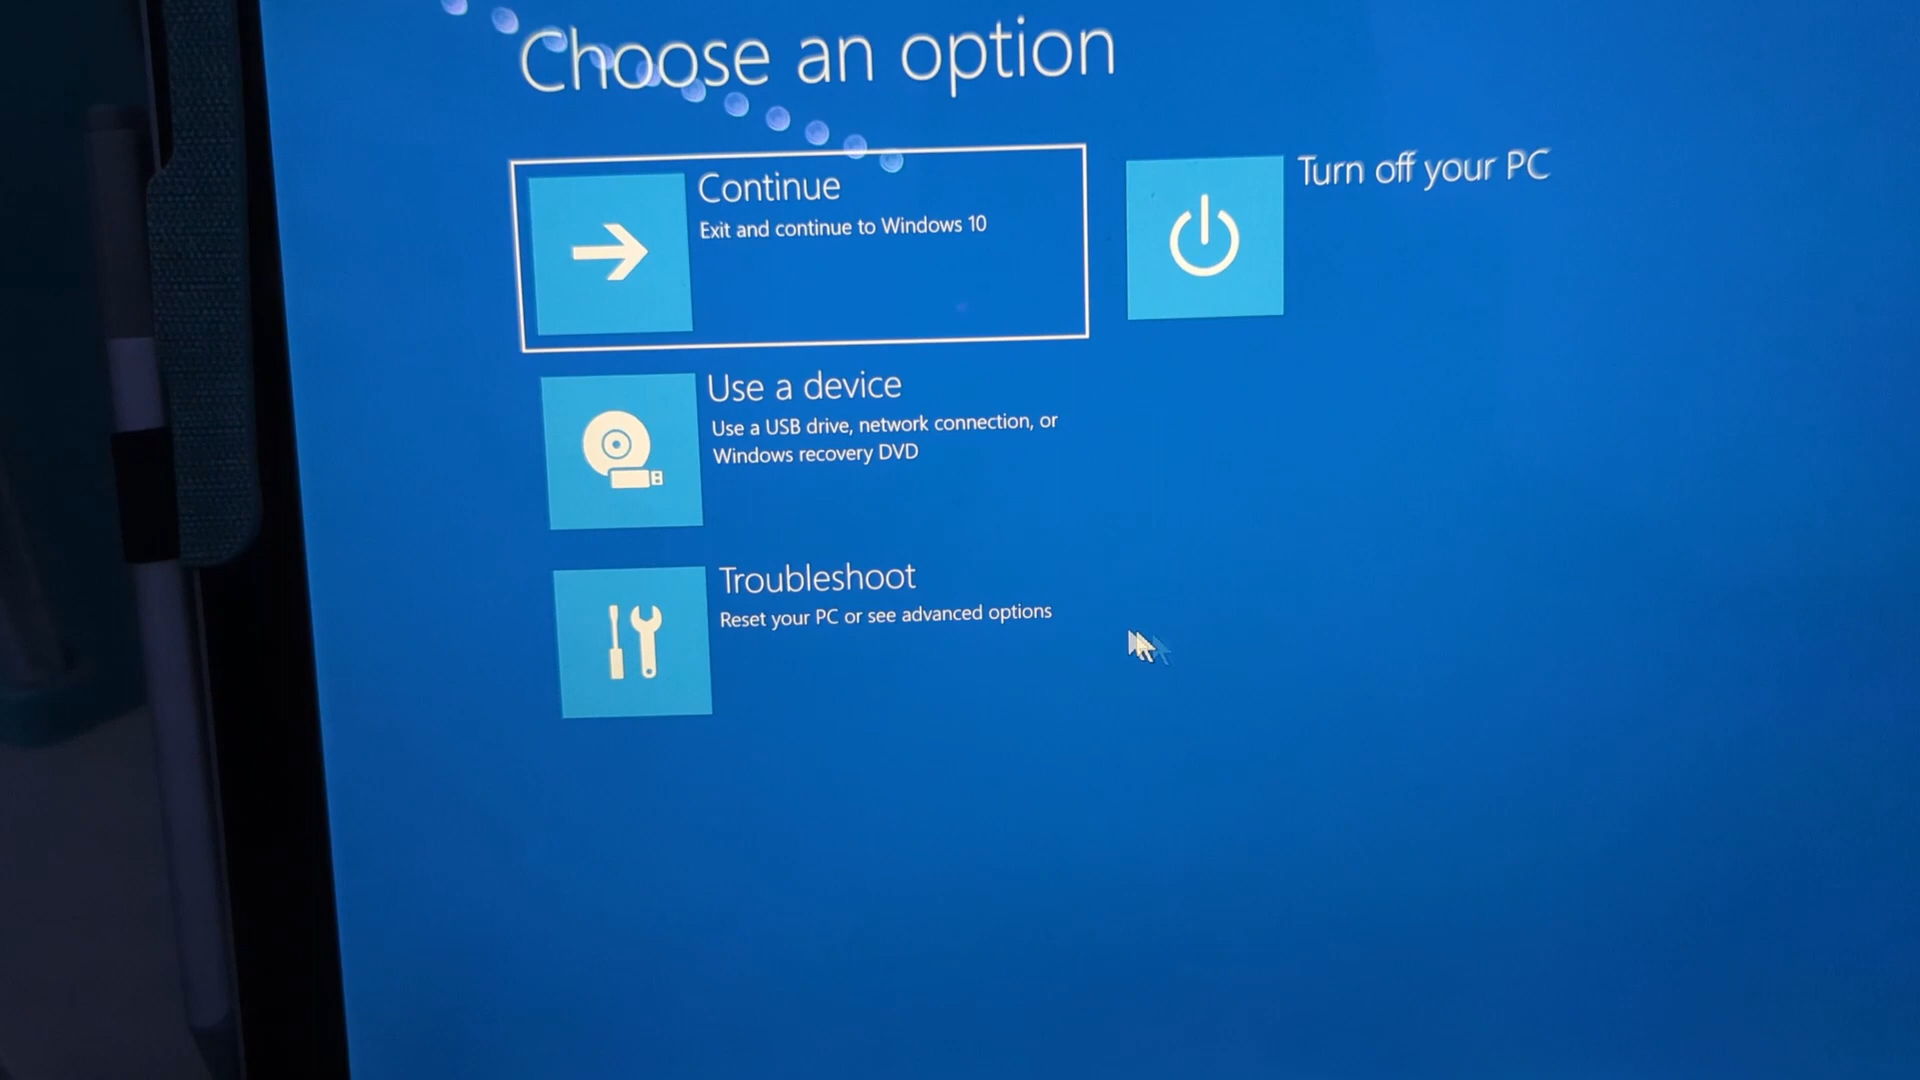 Choose an option
Continue
Exit and continue to Windows 10
Turn off your PC
Use a device
Use a USB drive, network connection, or
Windows recovery DVD
Troubleshoot
Reset your PC or see advanced options